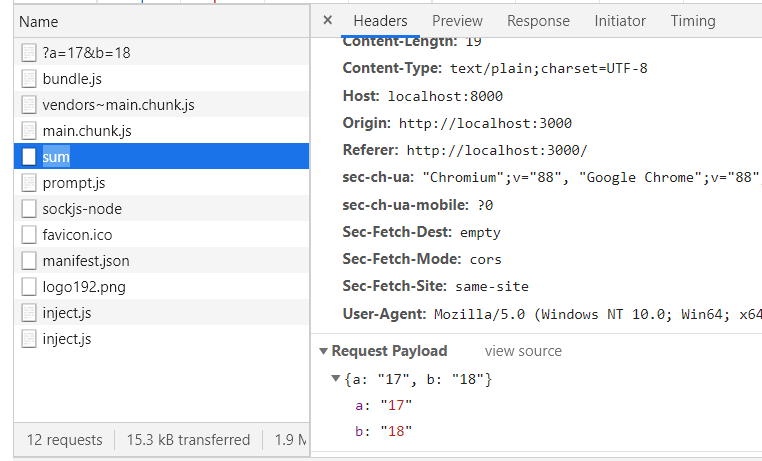 Name
?a=17&b=18
bundle.js
vendors~main.chunk.js
main.chunk.js
sum
prompt.js
sockjs-node
favicon.ico
manifest.json
logo192.png
inject.js
inject.js
12 requests 15.3 kB transferred 1.9 M
× Headers Preview Response Initiator Timing
Content-Length: 19
Content-Type: text/plain;charset=UTF-8
Host: localhost:8000
Origin: http://localhost:3000
Referer: http://localhost:3000/
sec-ch-ua: "Chromium";v="88", "Google Chrome";v="88",
sec-ch-ua-mobile: ?0
Sec-Fetch-Dest: empty
Sec-Fetch-Mode: cors
Sec-Fetch-Site: same-site
User-Agent: Mozilla/5.0 (Windows NT 10.0; Win64; x64
Request Payload view source
{a: "17", b: "18"}
a: "17"
b: "18"